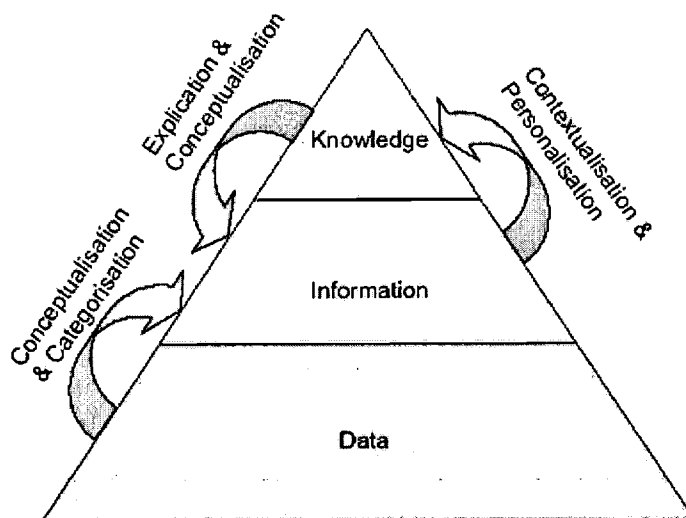 Explication &
Conceptualisation
Contextualisation &
Personalisation
Knowledge
Conceptualisation
& Categorisation
Information
Data